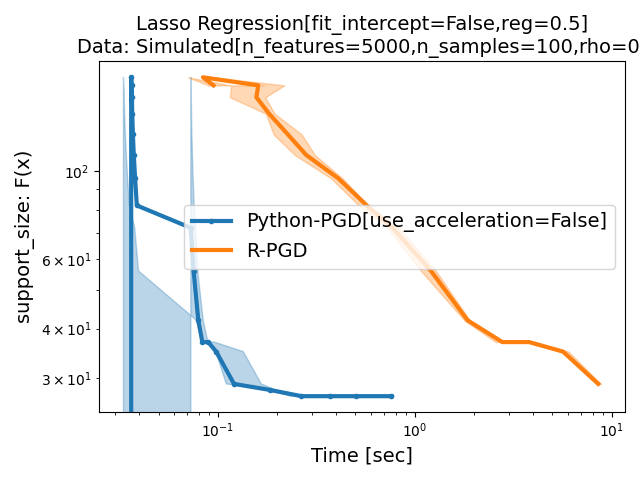 Lasso Regression[fit_intercept=False,reg=0.5]
Data: Simulated[n_features=5000,n_samples=100,rho=0
support_size: F(x)
10²
6 × 10¹
4 × 10¹
3 × 10¹
Python-PGD[use_acceleration=False]
R-PGD
10⁻¹
10⁰
10¹
Time [sec]